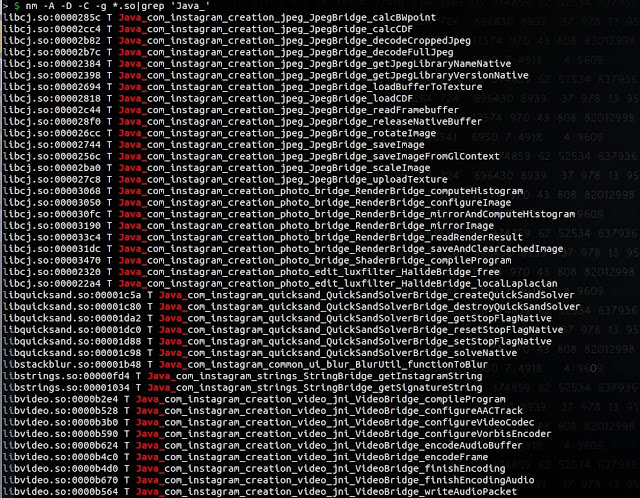 > $ nm -A -D -C -g *.so|grep 'Java_'
libcj.so:0000285c T Java_com_instagram_creation_jpeg_JpegBridge_calcBWpoint
libcj.so:00002cc4 T Java_com_instagram_creation_jpeg_JpegBridge_calcCDF
libcj.so:00002b82 T Java_com_instagram_creation_jpeg_JpegBridge_decodeCroppedJpeg
libcj.so:00002b7c T Java_com_instagram_creation_jpeg_JpegBridge_decodeFullJpeg
libcj.so:00002384 T Java_com_instagram_creation_jpeg_JpegBridge_getJpegLibraryNameNative
libcj.so:00002398 T Java_com_instagram_creation_jpeg_JpegBridge_getJpegLibraryVersionNative
libcj.so:00002694 T Java_com_instagram_creation_jpeg_JpegBridge_loadBufferToTexture
libcj.so:00002818 T Java_com_instagram_creation_jpeg_JpegBridge_loadCDF
libcj.so:00002c44 T Java_com_instagram_creation_jpeg_JpegBridge_readFramebuffer
libcj.so:000028f0 T Java_com_instagram_creation_jpeg_JpegBridge_releaseNativeBuffer
libcj.so:000026cc T Java_com_instagram_creation_jpeg_JpegBridge_rotateImage
libcj.so:00002744 T Java_com_instagram_creation_jpeg_JpegBridge_saveImage
libcj.so:0000256c T Java_com_instagram_creation_jpeg_JpegBridge_saveImageFromGlContext
libcj.so:00002ba0 T Java_com_instagram_creation_jpeg_JpegBridge_scaleImage
libcj.so:000027c8 T Java_com_instagram_creation_jpeg_JpegBridge_uploadTexture
libcj.so:00003068 T Java_com_instagram_creation_photo_bridge_RenderBridge_computeHistogram
libcj.so:00003050 T Java_com_instagram_creation_photo_bridge_RenderBridge_configureImage
libcj.so:000030fc T Java_com_instagram_creation_photo_bridge_RenderBridge_mirrorAndComputeHistogram
libcj.so:00003190 T Java_com_instagram_creation_photo_bridge_RenderBridge_mirrorImage
libcj.so:000033c4 T Java_com_instagram_creation_photo_bridge_RenderBridge_readRenderResult
libcj.so:000031dc T Java_com_instagram_creation_photo_bridge_RenderBridge_saveAndClearCachedImage
libcj.so:00003470 T Java_com_instagram_creation_photo_bridge_ShaderBridge_compileProgram
libcj.so:00002320 T Java_com_instagram_creation_photo_edit_luxfilter_HalideBridge_free
libcj.so:000022a4 T Java_com_instagram_creation_photo_edit_luxfilter_HalideBridge_localLaplacian
libquicksand.so:00001c5a T Java_com_instagram_quicksand_QuickSandSolverBridge_createQuickSandSolver
libquicksand.so:00001c80 T Java_com_instagram_quicksand_QuickSandSolverBridge_destroyQuickSandSolver
libquicksand.so:00001da2 T Java_com_instagram_quicksand_QuickSandSolverBridge_getStopFlagNative
libquicksand.so:00001dc0 T Java_com_instagram_quicksand_QuickSandSolverBridge_resetStopFlagNative
libquicksand.so:00001d88 T Java_com_instagram_quicksand_QuickSandSolverBridge_setStopFlagNative
libquicksand.so:00001c98 T Java_com_instagram_quicksand_QuickSandSolverBridge_solveNative
libstackblur.so:00001b48 T Java_com_instagram_common_ui_blur_BlurUtil_functionToBlur
libstrings.so:00000fd4 T Java_com_instagram_strings_StringBridge_getInstagramString
libstrings.so:00001034 T Java_com_instagram_strings_StringBridge_getSignatureString
libvideo.so:0000b2e4 T Java_com_instagram_creation_video_jni_VideoBridge_compileProgram
libvideo.so:0000b528 T Java_com_instagram_creation_video_jni_VideoBridge_configureAACTrack
libvideo.so:0000b3b0 T Java_com_instagram_creation_video_jni_VideoBridge_configureVideoCodec
libvideo.so:0000b590 T Java_com_instagram_creation_video_jni_VideoBridge_configureVorbisEncoder
libvideo.so:0000b624 T Java_com_instagram_creation_video_jni_VideoBridge_encodeAudioBuffer
libvideo.so:0000b40c T Java_com_instagram_creation_video_jni_VideoBridge_encodeFrame
libvideo.so:0000b4d0 T Java_com_instagram_creation_video_jni_VideoBridge_finishEncoding
libvideo.so:0000b670 T Java_com_instagram_creation_video_jni_VideoBridge_finishEncodingAudio
libvideo.so:0000b564 T Java_com_instagram_creation_video_jni_VideoBridge_writeAudioPacket